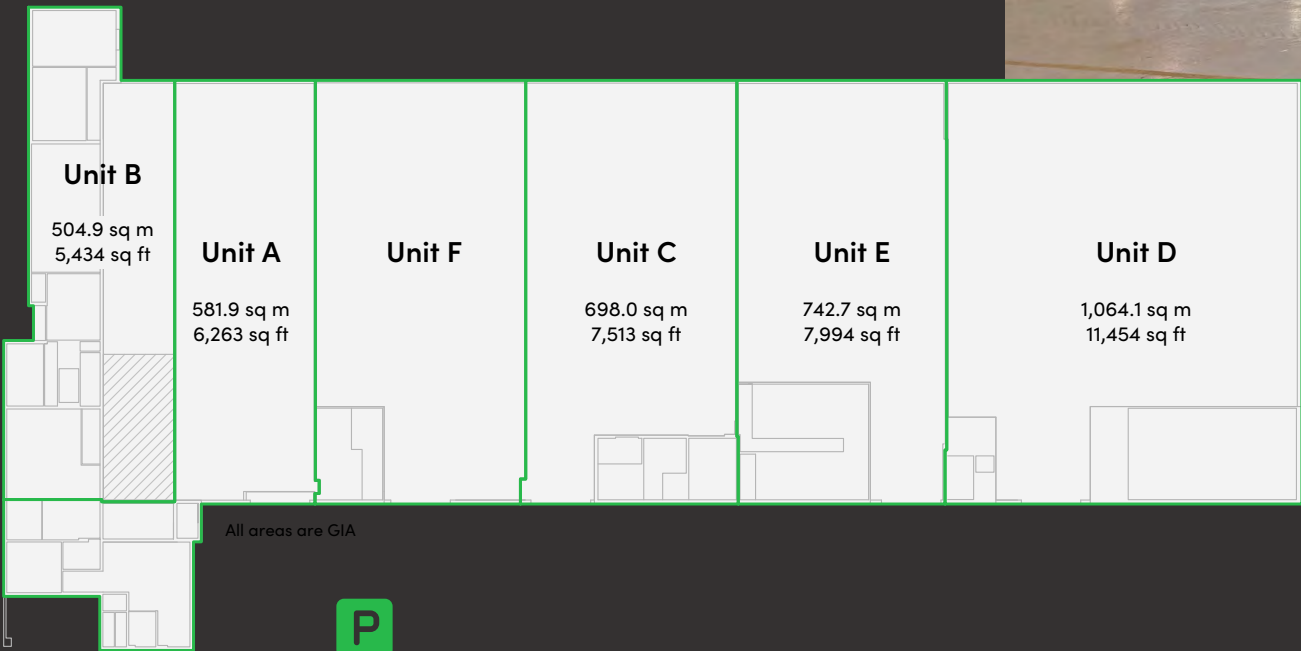 Unit B
504.9 sq m
5,434 sq ft
Unit A
581.9 sq m
6,263 sq ft
Unit F
Unit C
698.0 sq m
7,513 sq ft
Unit E
742.7 sq m
7,994 sq ft
Unit D
1,064.1 sq m
11,454 sq ft
All areas are GIA
P